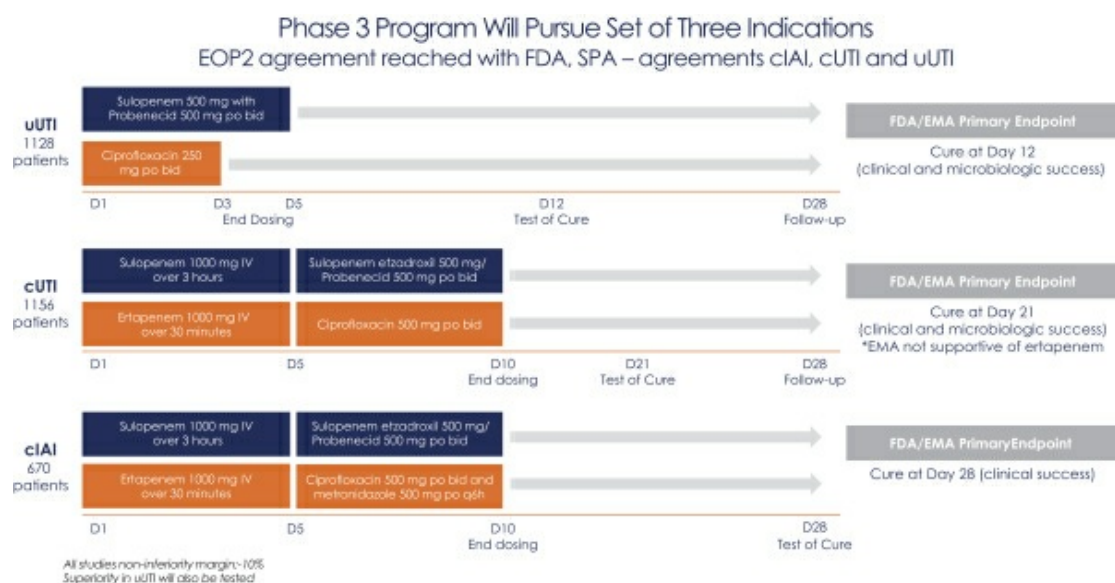 Phase 3 Program Will Pursue Set of Three Indications
EOP2 agreement reached with FDA, SPA – agreements cIAI, cUTI and uUTI
uUTI
1128
patients
Sulopenem 500 mg with
Probenecid 500 mg po bid
Ciprofloxacin 250
mg po bid
D1
D3
D5
D12
D28
End Dosing
Test of Cure
Follow-up
FDA/EMA Primary Endpoint
Cure at Day 12
(clinical and microbiologic success)
cUTI
1156
patients
Sulopenem 1000 mg IV
over 3 hours
Sulopenem etzadroxil 500 mg/
Probenecid 500 mg po bid
Ertapenem 1000 mg IV
over 30 minutes
Ciprofloxacin 500 mg po bid
D1
D5
D10
D21
D28
End dosing
Test of Cure
Follow-up
FDA/EMA Primary Endpoint
Cure at Day 21
(clinical and microbiologic success)
*EMA not supportive of ertapenem
cIAI
670
patients
Sulopenem 1000 mg IV
over 3 hours
Sulopenem etzadroxil 500 mg/
Probenecid 500 mg po bid
Ertapenem 1000 mg IV
over 30 minutes
Ciprofloxacin 500 mg po bid and
metronidazole 500 mg po q6h
D1
D5
D10
D28
End dosing
Test of Cure
FDA/EMA PrimaryEndpoint
Cure at Day 28 (clinical success)
All studies non-inferiority margin:-10%
Superiority in uUTI will also be tested